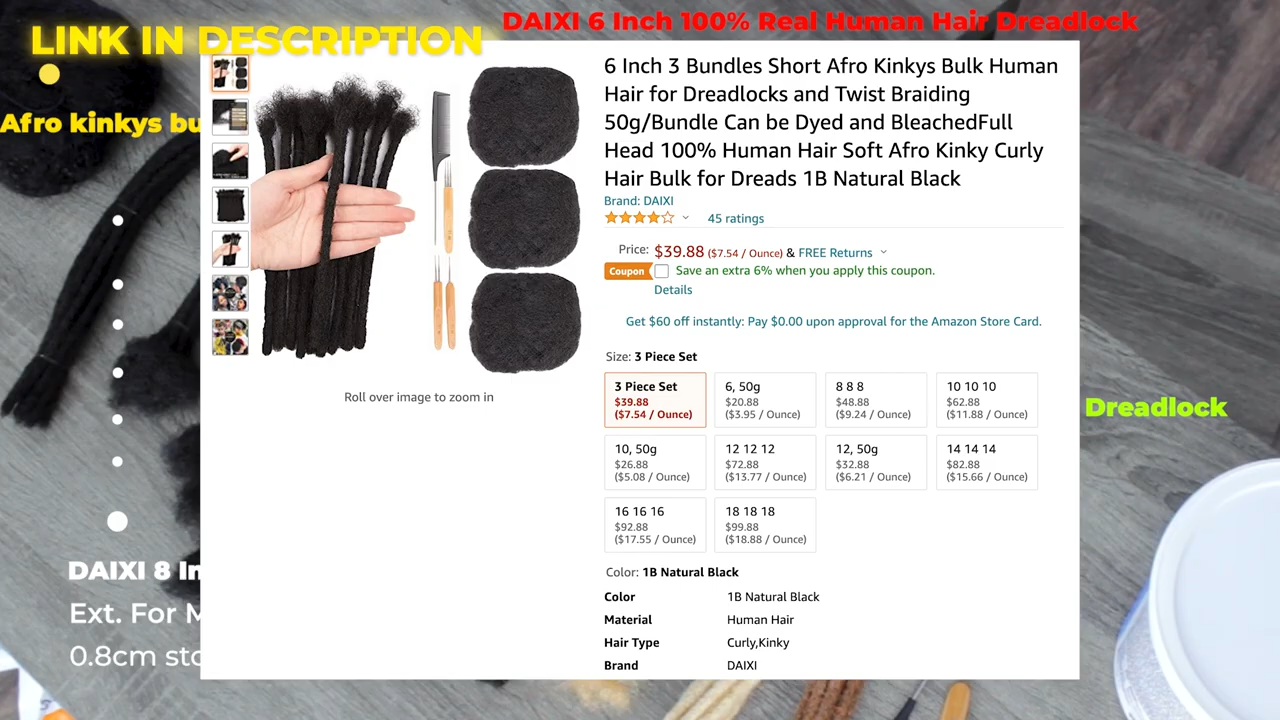 DAIXI 6 Inch 100% Real Human Hair Dreadlock
LINK IN DESCRIPTION
Afro kinkys bu
6 Inch 3 Bundles Short Afro Kinkys Bulk Human
Hair for Dreadlocks and Twist Braiding
50g/Bundle Can be Dyed and BleachedFull
Head 100% Human Hair Soft Afro Kinky Curly
Hair Bulk for Dreads 1B Natural Black
Brand: DAIXI
45 ratings
Price: $39.88 ($7.54 / Ounce) & FREE Returns
Coupon Save an extra 6% when you apply this coupon.
Details
Get $60 off instantly: Pay $0.00 upon approval for the Amazon Store Card.
Roll over image to zoom in
Size: 3 Piece Set
3 Piece Set
$39.88
($7.54 / Ounce)
6, 50g
$20.88
($3.95 / Ounce)
8 8 8
$48.88
($9.24 / Ounce)
10 10 10
$62.88
($11.88 / Ounce)
10, 50g
$26.88
($5.08 / Ounce)
12 12 12
$72.88
($13.77 / Ounce)
12, 50g
$32.88
($6.21 / Ounce)
14 14 14
$82.88
($15.66 / Ounce)
16 16 16
$92.88
($17.55 / Ounce)
18 18 18
$99.88
($18.88 / Ounce)
Color: 1B Natural Black
Color 1B Natural Black
Material Human Hair
Hair Type Curly,Kinky
Brand DAIXI
Dreadlock
DAIXI 8 In
Ext. For M
0.8cm sto